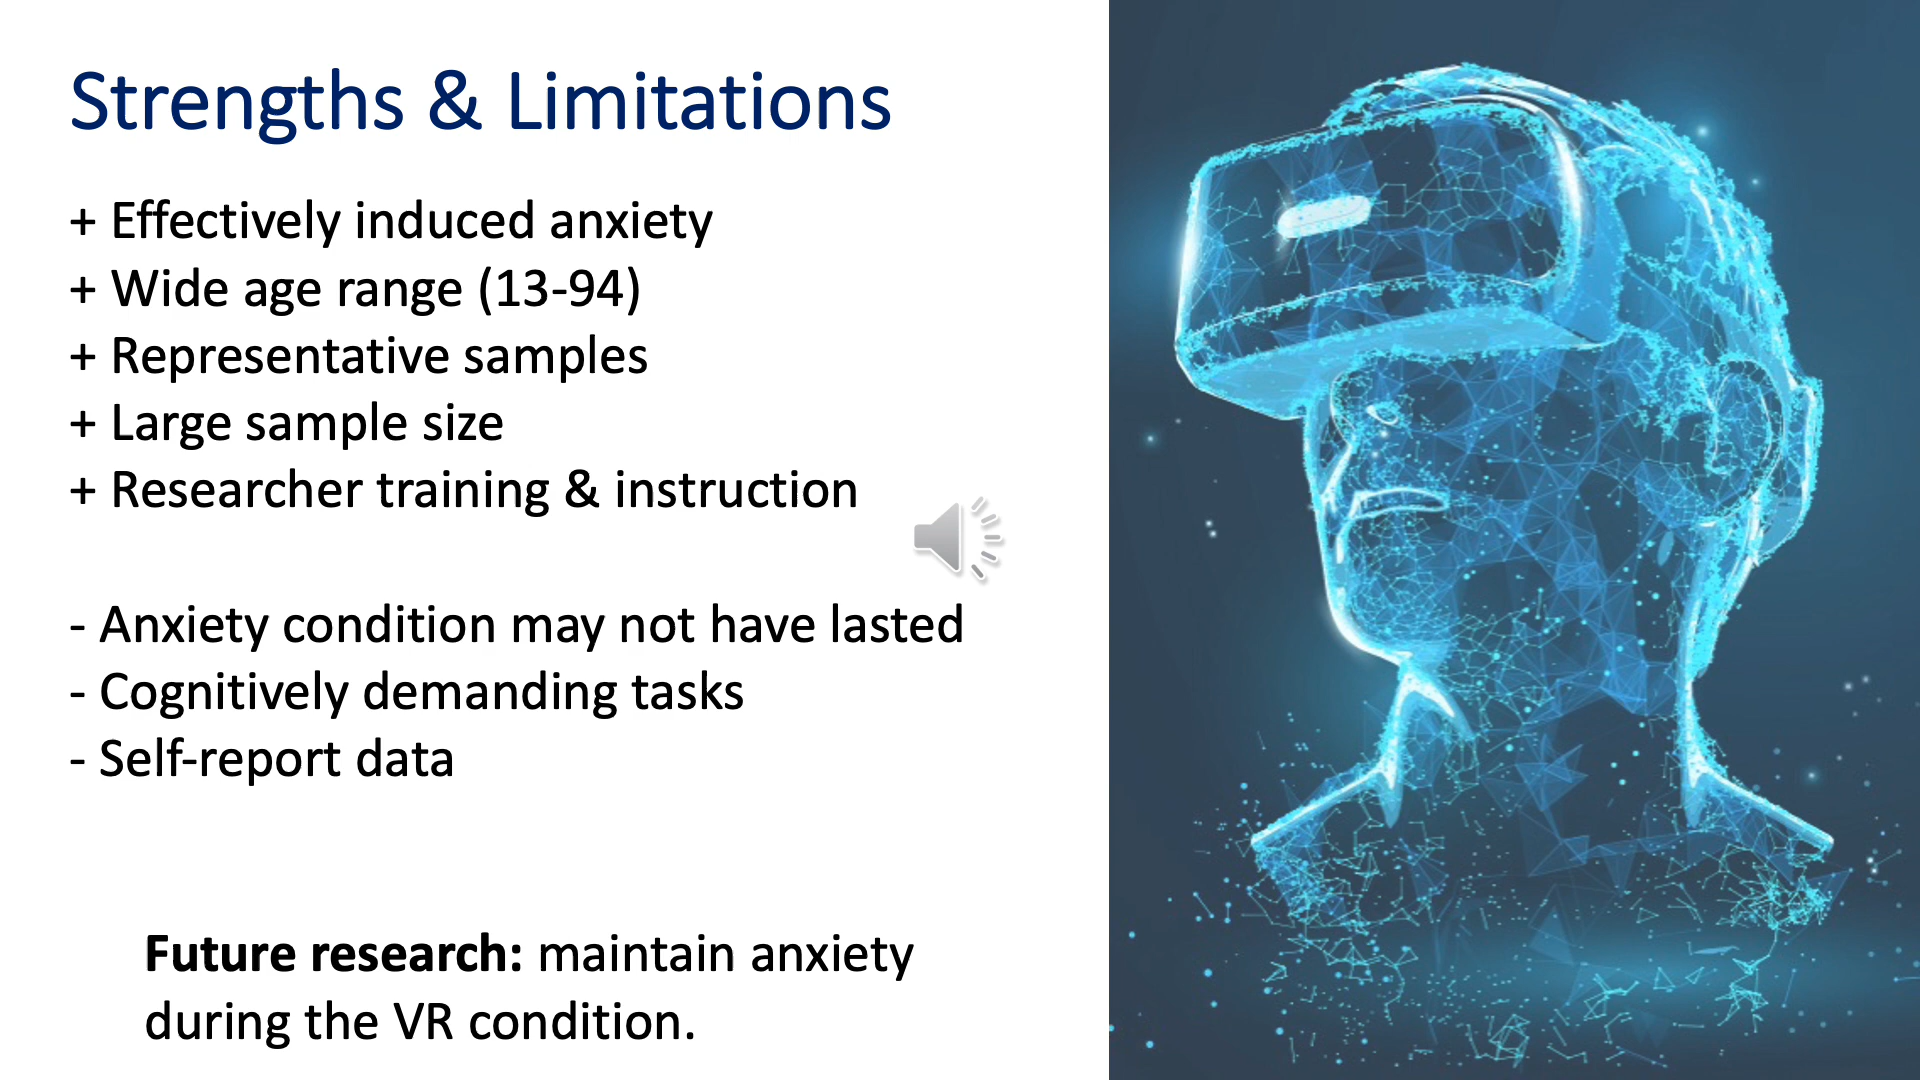 Strengths & Limitations
+ Effectively induced anxiety
+ Wide age range (13-94)
+ Representative samples
+ Large sample size
+ Researcher training & instruction
- Anxiety condition may not have lasted
- Cognitively demanding tasks
- Self-report data
Future research: maintain anxiety
during the VR condition.